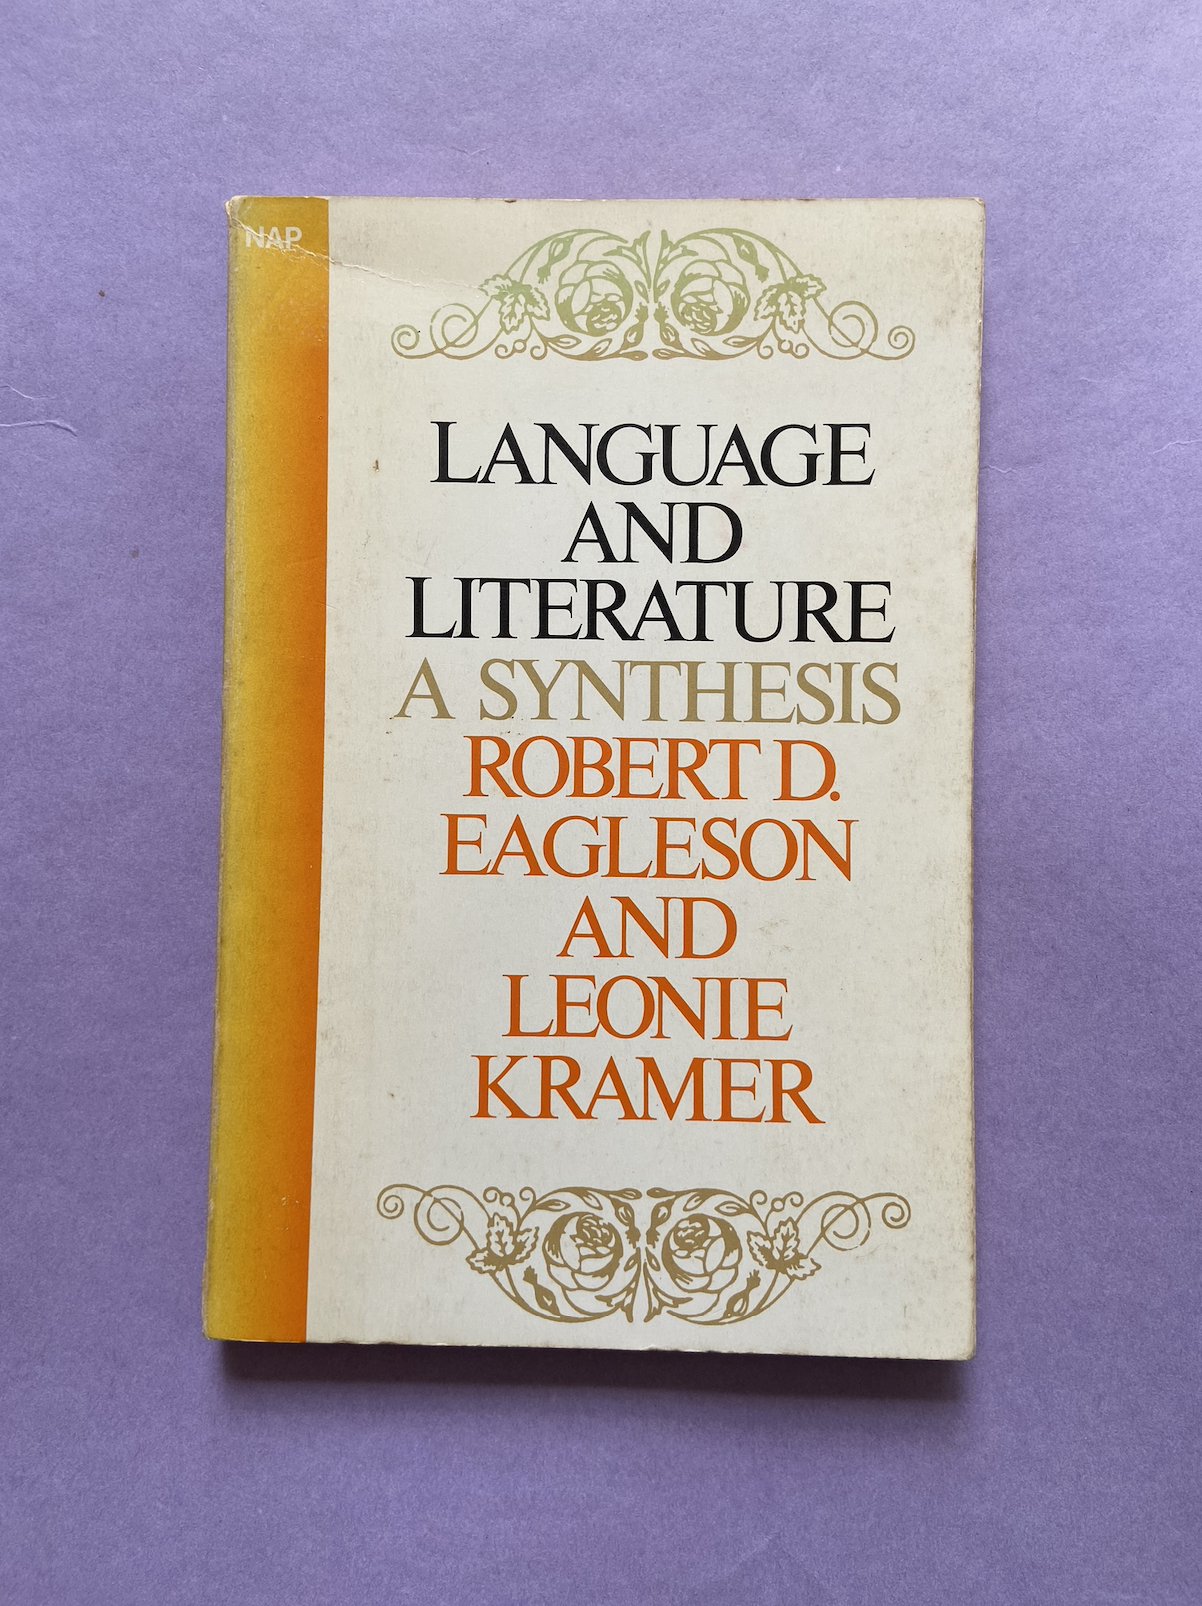 NAP
LANGUAGE
AND
LITERATURE
A SYNTHESIS
ROBERT D.
EAGLESON
AND
LEONIE
KRAMER